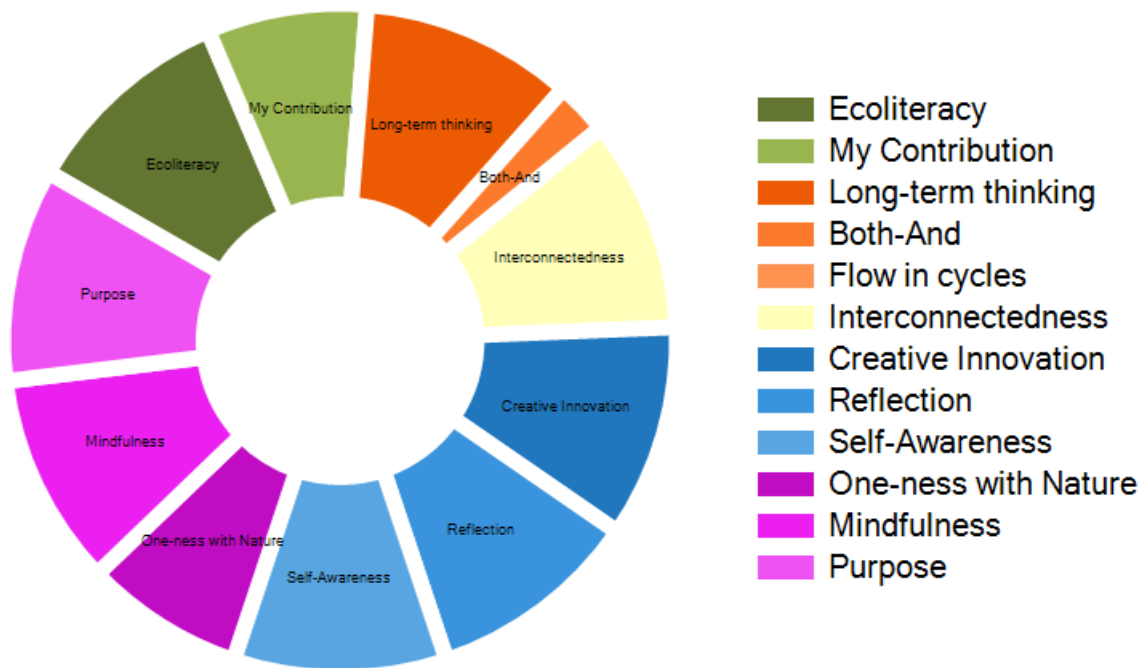 My Contribution
Long-term thinking
Ecoliteracy
Both-And
Interconnectedness
Purpose
Creative Innovation
Mindfulness
Reflection
One-ness with Nature
Self-Awareness
Ecoliteracy
My Contribution
Long-term thinking
Both-And
Flow in cycles
Interconnectedness
Creative Innovation
Reflection
Self-Awareness
One-ness with Nature
Mindfulness
Purpose